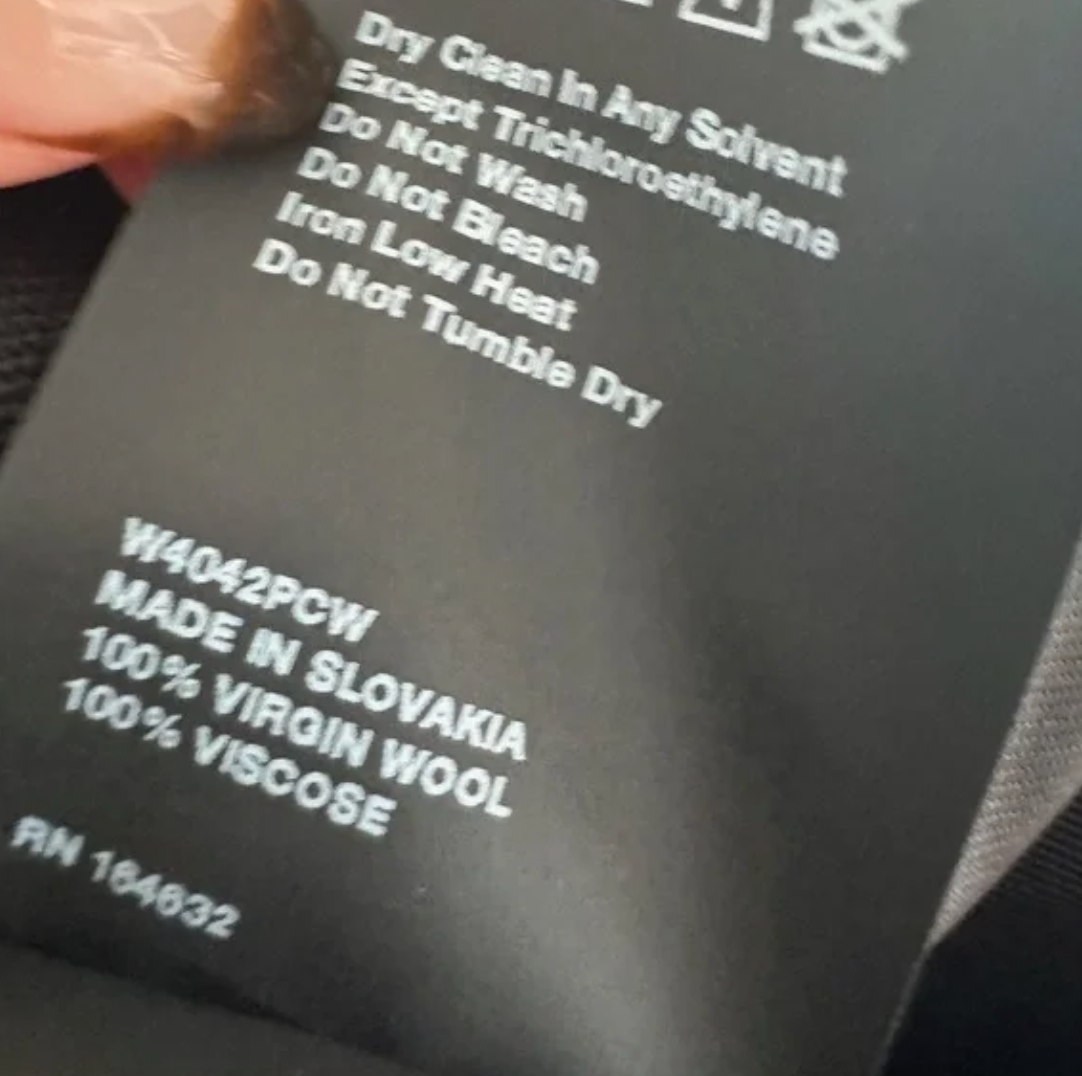 Dry Clean In Any Solvent
Except Trichloroethylene
Do Not Wash
Do Not Bleach
Iron Low Heat
Do Not Tumble Dry
W4042PCW
MADE IN SLOVAKIA
100% VIRGIN WOOL
100% VISCOSE
RN 164632